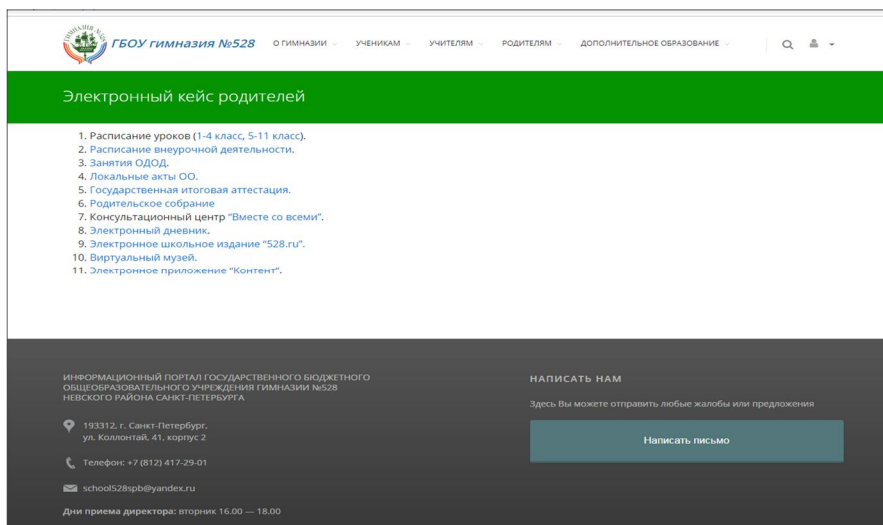 ГИМНАЗИЯ №528
ГБОУ гимназия №528
О ГИМНАЗИИ
УЧЕНИКАМ
УЧИТЕЛЯМ
РОДИТЕЛЯМ
ДОПОЛНИТЕЛЬНОЕ ОБРАЗОВАНИЕ
Электронный кейс родителей
1. Расписание уроков (1-4 класс, 5-11 класс).
2. Расписание внеурочной деятельности.
3. Занятия ОДОД.
4. Локальные акты ОО.
5. Государственная итоговая аттестация.
6. Родительское собрание
7. Консультационный центр “Вместе со всеми”.
8. Электронный дневник.
9. Электронное школьное издание “528.ru”.
10. Виртуальный музей.
11. Электронное приложение “Контент”.
ИНФОРМАЦИОННЫЙ ПОРТАЛ ГОСУДАРСТВЕННОГО БЮДЖЕТНОГО
ОБЩЕОБРАЗОВАТЕЛЬНОГО УЧРЕЖДЕНИЯ ГИМНАЗИИ №528
НЕВСКОГО РАЙОНА САНКТ-ПЕТЕРБУРГА
193312, г. Санкт-Петербург,
ул. Коллонтай, 41, корпус 2
Телефон: +7 (812) 417-29-01
school528spb@yandex.ru
Дни приема директора: вторник 16.00 — 18.00
НАПИСАТЬ НАМ
Здесь Вы можете отправить любые жалобы или предложения
Написать письмо